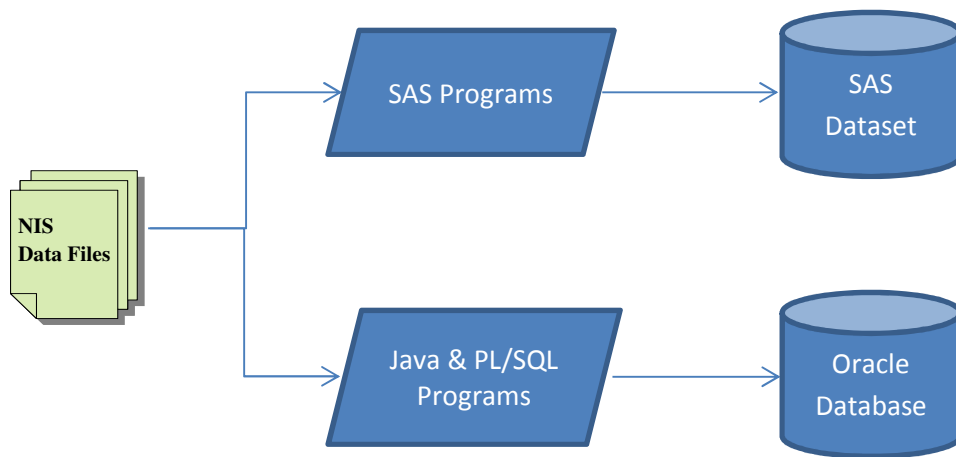 SAS Programs
SAS
Dataset
NIS
Data Files
Java & PL/SQL
Programs
Oracle
Database